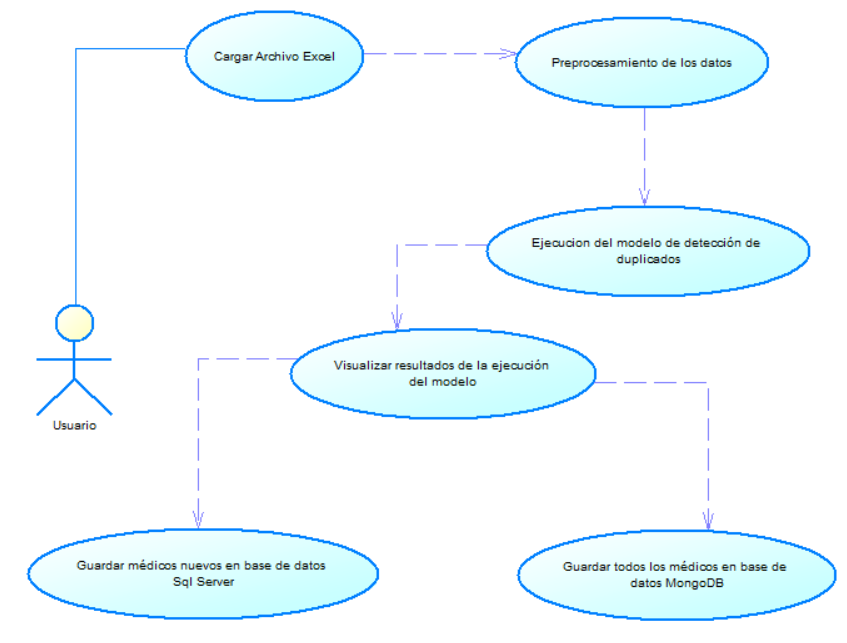 Cargar Archivo Excel
Preprocesamiento de los datos
Ejecucion del modelo de detección de
duplicados
Visualizar resultados de la ejecución
del modelo
Usuario
Guardar médicos nuevos en base de datos
Sql Server
Guardar todos los médicos en base de
datos MongoDB